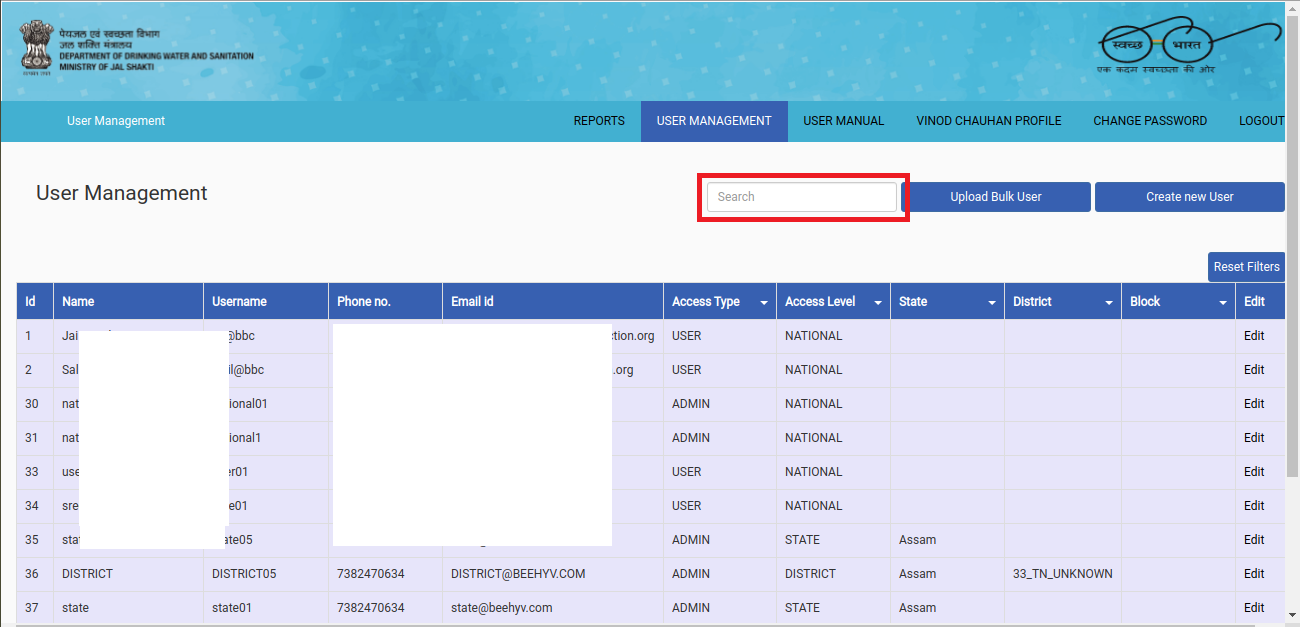 पेयजल एवं स्वच्छता विभाग
जल शक्ति मंत्रालय
DEPARTMENT OF DRINKING WATER AND SANITATION
MINISTRY OF JAL SHAKTI
स्वच्छ भारत
एक कदम स्वच्छता की ओर
User Management REPORTS USER MANAGEMENT USER MANUAL VINOD CHAUHAN PROFILE CHANGE PASSWORD LOGOUT
User Management Search Upload Bulk User Create new User
Reset Filters
Id Name Username Phone no. Email id Access Type Access Level State District Block Edit
1 Jai @bbc tion.org USER NATIONAL Edit
2 Sal il@bbc .org USER NATIONAL Edit
30 nat ional01 ADMIN NATIONAL Edit
31 nat ional1 ADMIN NATIONAL Edit
33 use er01 USER NATIONAL Edit
34 sre e01 USER NATIONAL Edit
35 stat ate05 ADMIN STATE Assam Edit
36 DISTRICT DISTRICT05 7382470634 DISTRICT@BEEHYV.COM ADMIN DISTRICT Assam 33_TN_UNKNOWN Edit
37 state state01 7382470634 state@beehyv.com ADMIN STATE Assam Edit